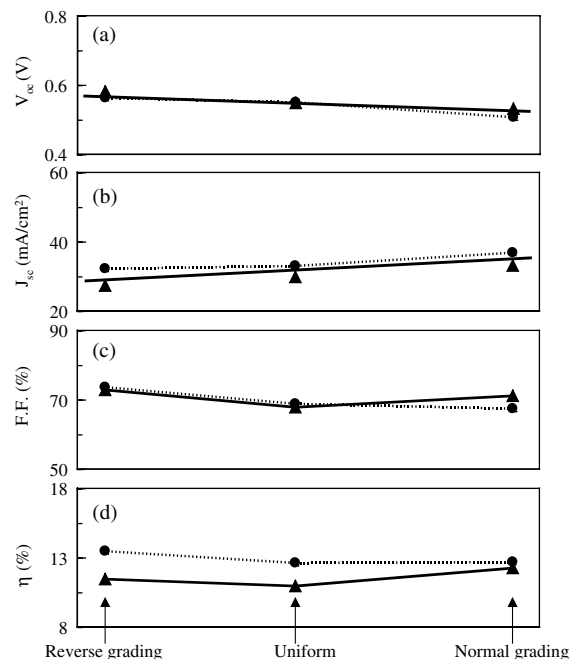 0.8
(a)
V_oc (V)
0.6
0.4
60
(b)
J_sc (mA/cm²)
40
20
90
(c)
F.F. (%)
70
50
18
(d)
η (%)
13
8
Reverse grading
Uniform
Normal grading